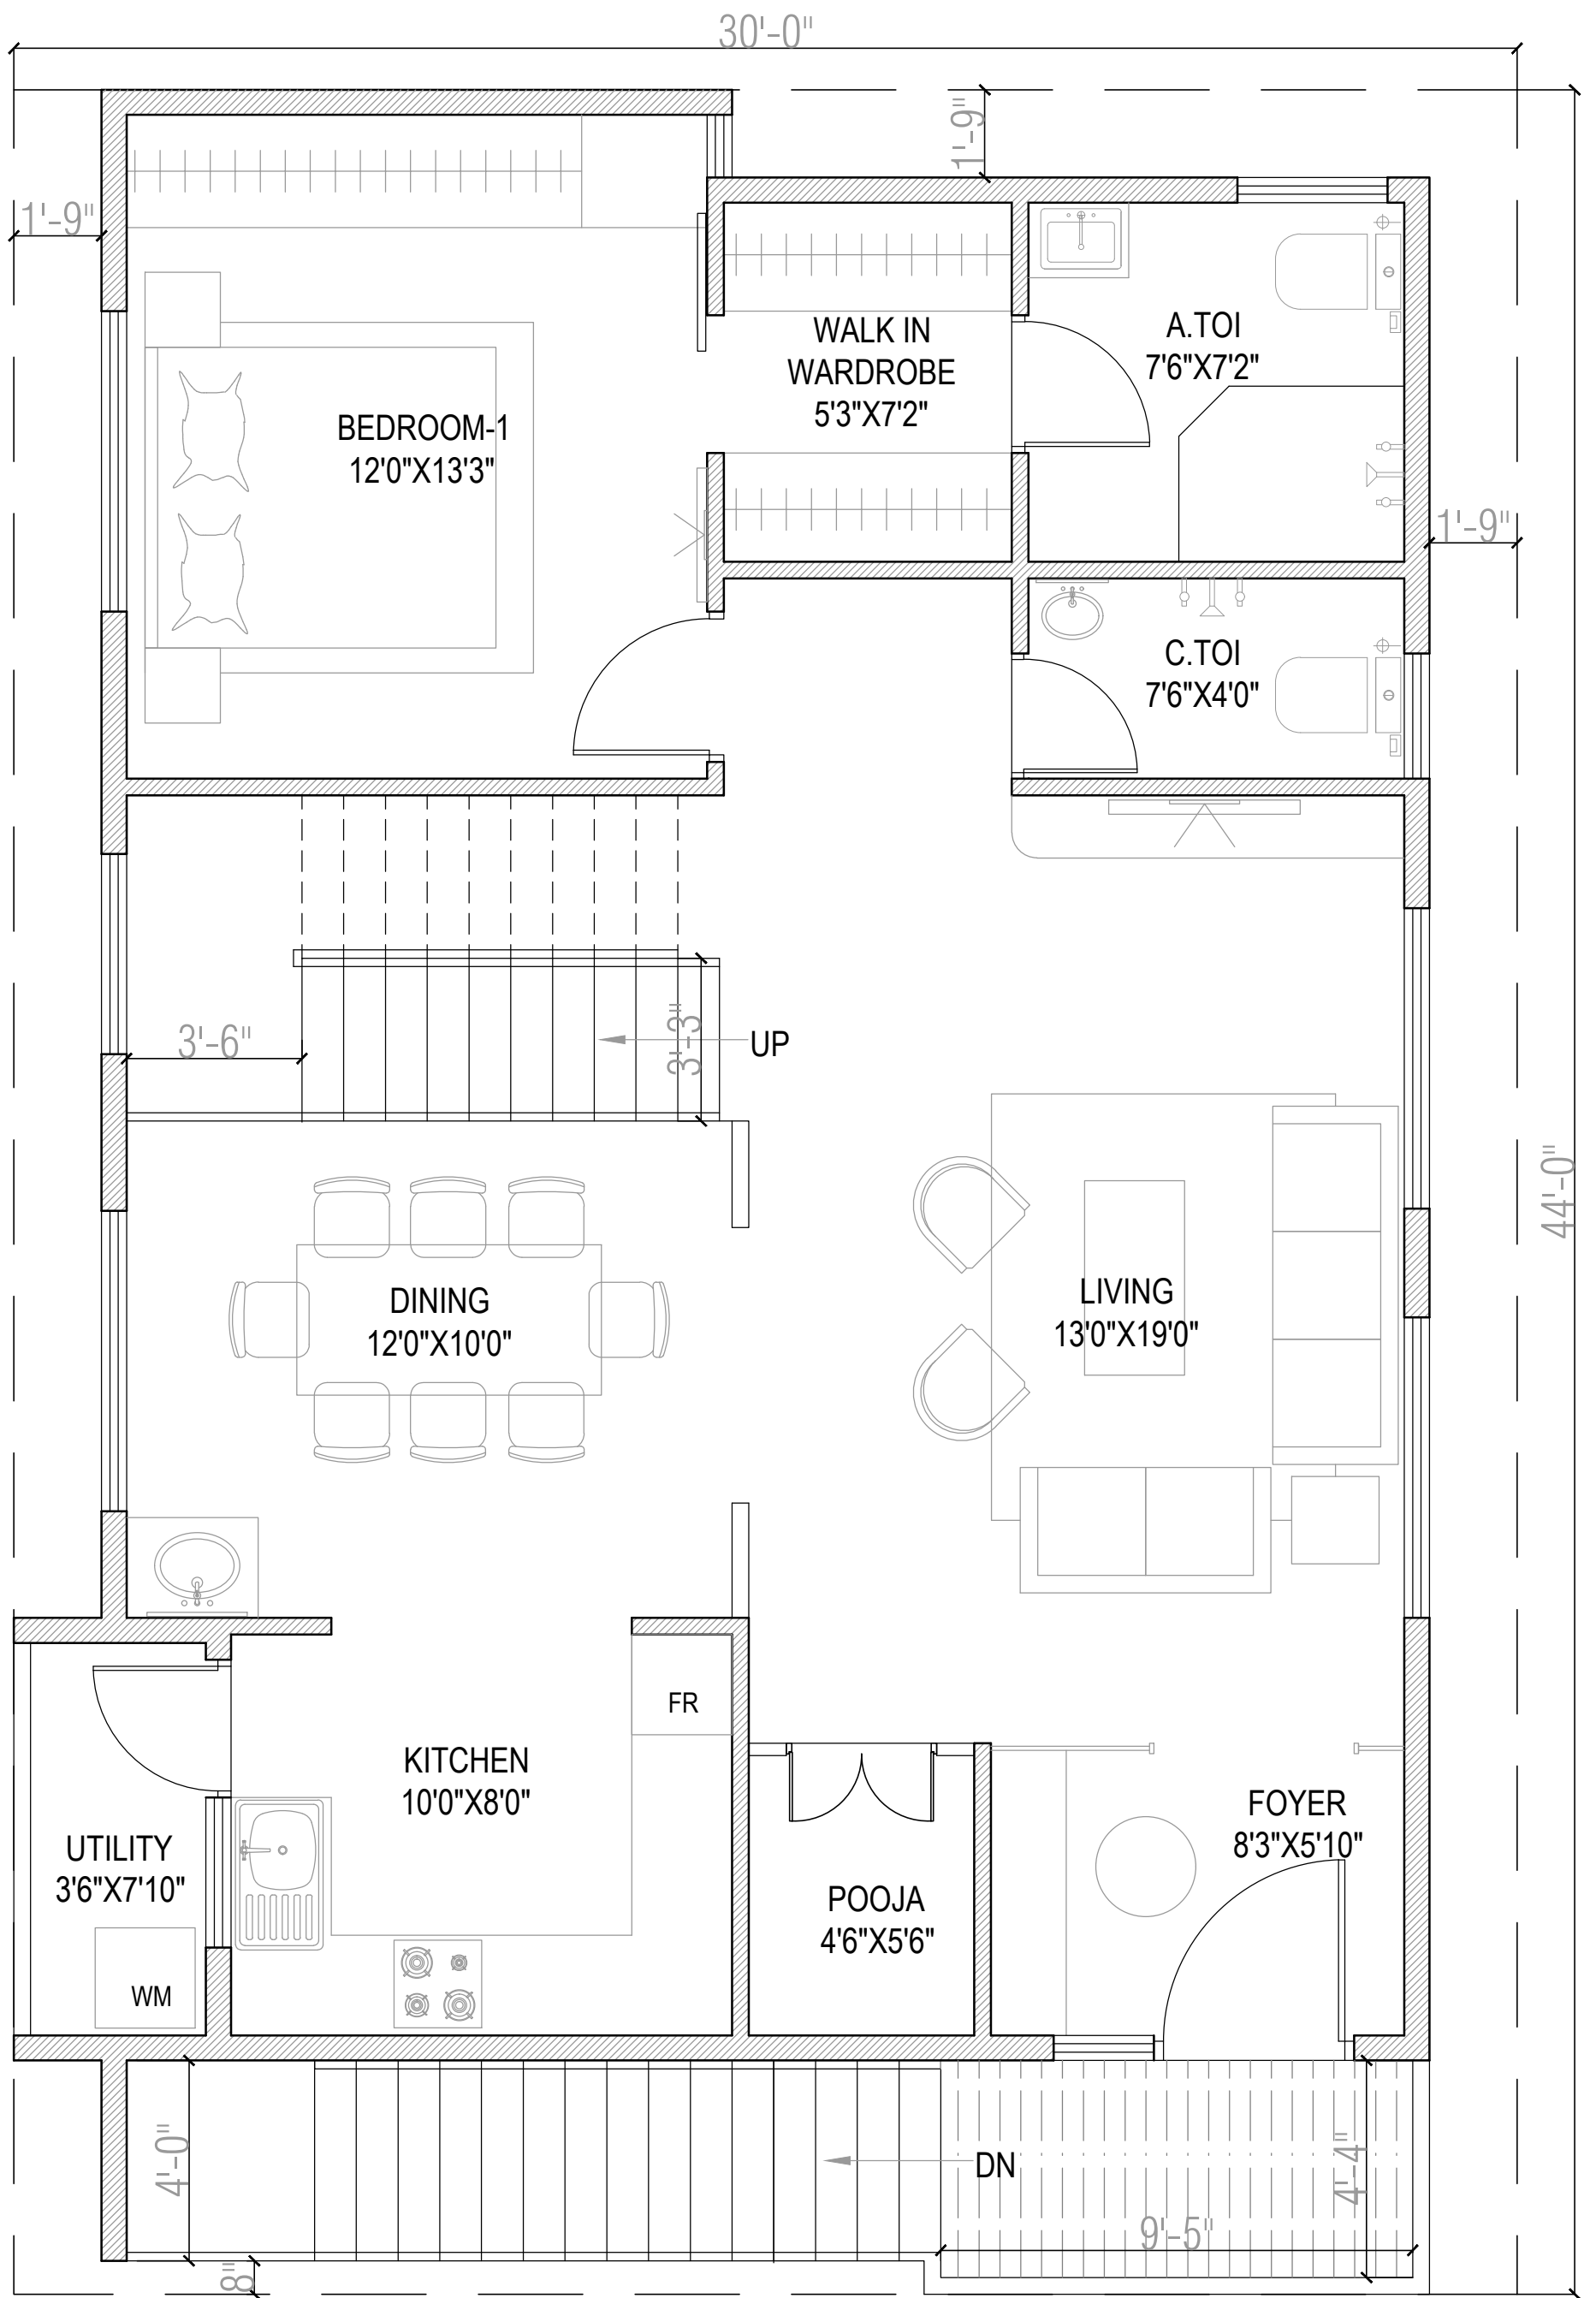 30'-0"
1'-9"
1'-9"
WALK IN
WARDROBE
5'3"X7'2"
A.TOI
7'6"X7'2"
BEDROOM-1
12'0"X13'3"
1'-9"
C.TOI
7'6"X4'0"
3'-6"
3'-3"
UP
44'-0"
DINING
12'0"X10'0"
LIVING
13'0"X19'0"
FR
KITCHEN
10'0"X8'0"
FOYER
8'3"X5'10"
UTILITY
3'6"X7'10"
POOJA
4'6"X5'6"
WM
4'-0"
DN
4'-4"
9'-5"
8"